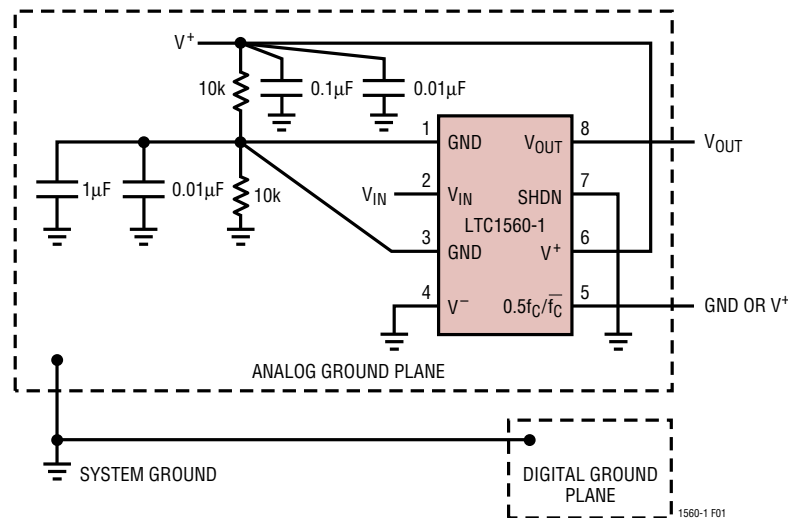 V+
10k
0.1µF
0.01µF
1µF
0.01µF
10k
1
GND
VOUT
8
VOUT
VIN
2
VIN
SHDN
7
LTC1560-1
3
GND
V+
6
4
V−
0.5fC/f̅C̅
5
GND OR V+
ANALOG GROUND PLANE
SYSTEM GROUND
DIGITAL GROUND
PLANE
1560-1 F01